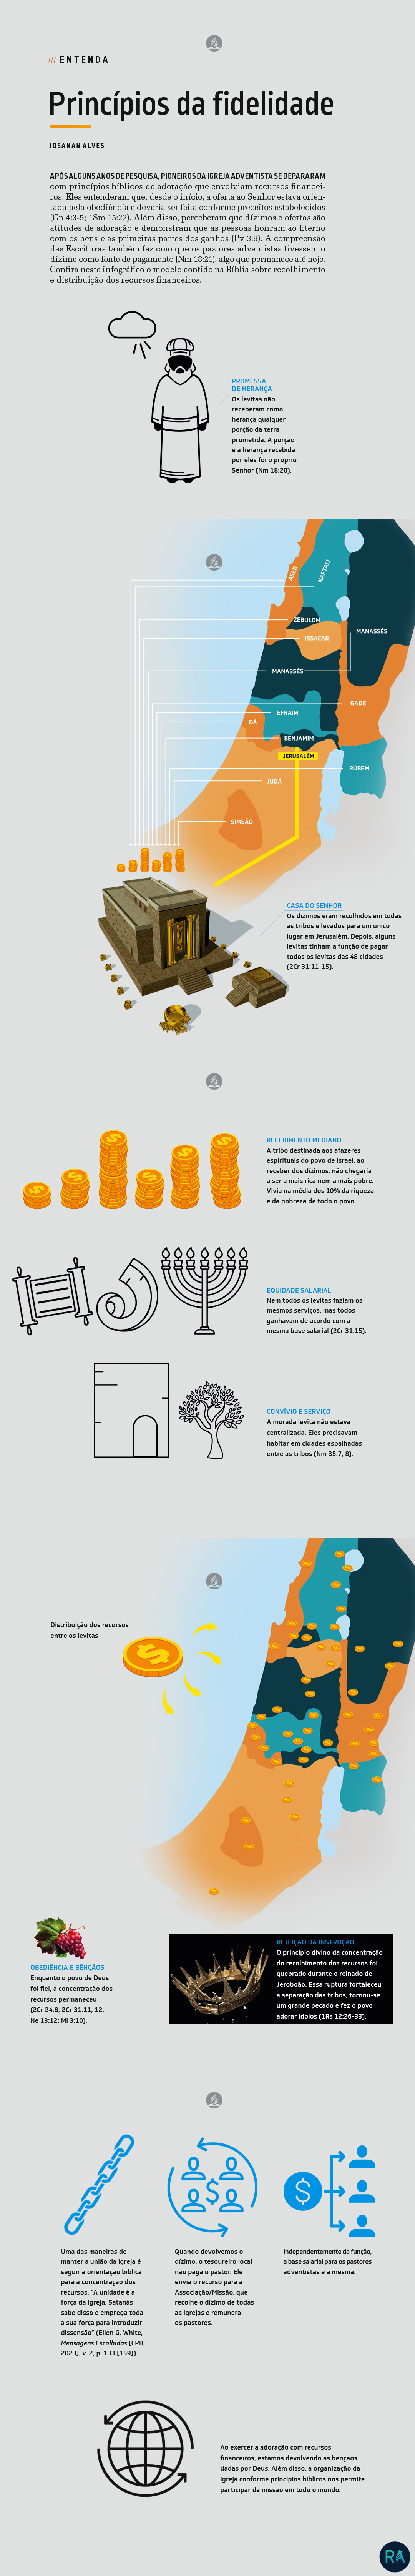 /// ENTENDA
Princípios da fidelidade
JOSANAN ALVES
APÓS ALGUNS ANOS DE PESQUISA, PIONEIROS DA IGREJA ADVENTISTA SE DEPARARAM
com princípios bíblicos de adoração que envolviam recursos financei-
ros. Eles entenderam que, desde o início, a oferta ao Senhor estava orien-
tada pela obediência e deveria ser feita conforme preceitos estabelecidos
(Gn 4:3-5; 1Sm 15:22). Além disso, perceberam que dízimos e ofertas são
atitudes de adoração e demonstram que as pessoas honram ao Eterno
com os bens e as primeiras partes dos ganhos (Pv 3:9). A compreensão
das Escrituras também fez com que os pastores adventistas tivessem o
dízimo como fonte de pagamento (Nm 18:21), algo que permanece até hoje.
Confira neste infográfico o modelo contido na Bíblia sobre recolhimento
e distribuição dos recursos financeiros.
PROMESSA
DE HERANÇA
Os levitas não
receberam como
herança qualquer
porção da terra
prometida. A porção
e a herança recebida
por eles foi o próprio
Senhor (Nm 18:20).
ASER
NAFTALI
ZEBULOM
MANASSÉS
ISSACAR
MANASSÉS
GADE
EFRAIM
DÃ
BENJAMIM
JERUSALÉM
RÚBEM
JUDÁ
SIMEÃO
CASA DO SENHOR
Os dízimos eram recolhidos em todas
as tribos e levados para um único
lugar em Jerusalém. Depois, alguns
levitas tinham a função de pagar
todos os levitas das 48 cidades
(2Cr 31:11-15).
RECEBIMENTO MEDIANO
A tribo destinada aos afazeres
espirituais do povo de Israel, ao
receber dos dízimos, não chegaria
a ser a mais rica nem a mais pobre.
Vivia na média dos 10% da riqueza
e da pobreza de todo o povo.
EQUIDADE SALARIAL
Nem todos os levitas faziam os
mesmos serviços, mas todos
ganhavam de acordo com a
mesma base salarial (2Cr 31:15).
CONVÍVIO E SERVIÇO
A morada levita não estava
centralizada. Eles precisavam
habitar em cidades espalhadas
entre as tribos (Nm 35:7, 8).
Distribuição dos recursos
entre os levitas
OBEDIÊNCIA E BÊNÇÃOS
Enquanto o povo de Deus
foi fiel, a concentração dos
recursos permaneceu
(2Cr 24:8; 2Cr 31:11, 12;
Ne 13:12; Ml 3:10).
REJEIÇÃO DA INSTRUÇÃO
O princípio divino da concentração
do recolhimento dos recursos foi
quebrado durante o reinado de
Jeroboão. Essa ruptura fortaleceu
a separação das tribos, tornou-se
um grande pecado e fez o povo
adorar ídolos (1Rs 12:26-33).
Uma das maneiras de
manter a união da igreja é
seguir a orientação bíblica
para a concentração dos
recursos. “A unidade é a
força da igreja. Satanás
sabe disso e emprega toda
a sua força para introduzir
dissensão” (Ellen G. White,
Mensagens Escolhidas [CPB,
2023], v. 2, p. 133 [159]).
Quando devolvemos o
dízimo, o tesoureiro local
não paga o pastor. Ele
envia o recurso para a
Associação/Missão, que
recolhe o dízimo de todas
as igrejas e remunera
os pastores.
Independentemente da função,
a base salarial para os pastores
adventistas é a mesma.
Ao exercer a adoração com recursos
financeiros, estamos devolvendo as bênçãos
dadas por Deus. Além disso, a organização da
igreja conforme princípios bíblicos nos permite
participar da missão em todo o mundo.
RA